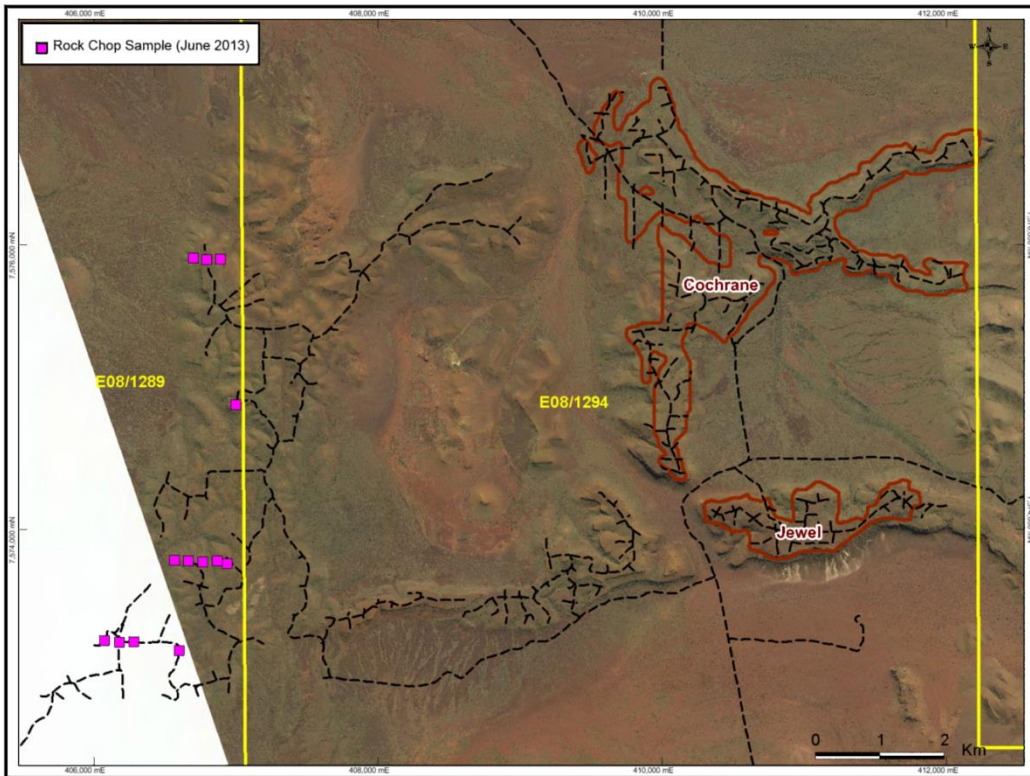 406,000 mE
408,000 mE
410,000 mE
412,000 mE
Rock Chop Sample (June 2013)
N
W E
S
7,576,000 mN
Cochrane
E08/1289
E08/1294
7,574,000 mN
Jewel
0 1 2
Km
406,000 mE
408,000 mE
410,000 mE
412,000 mE